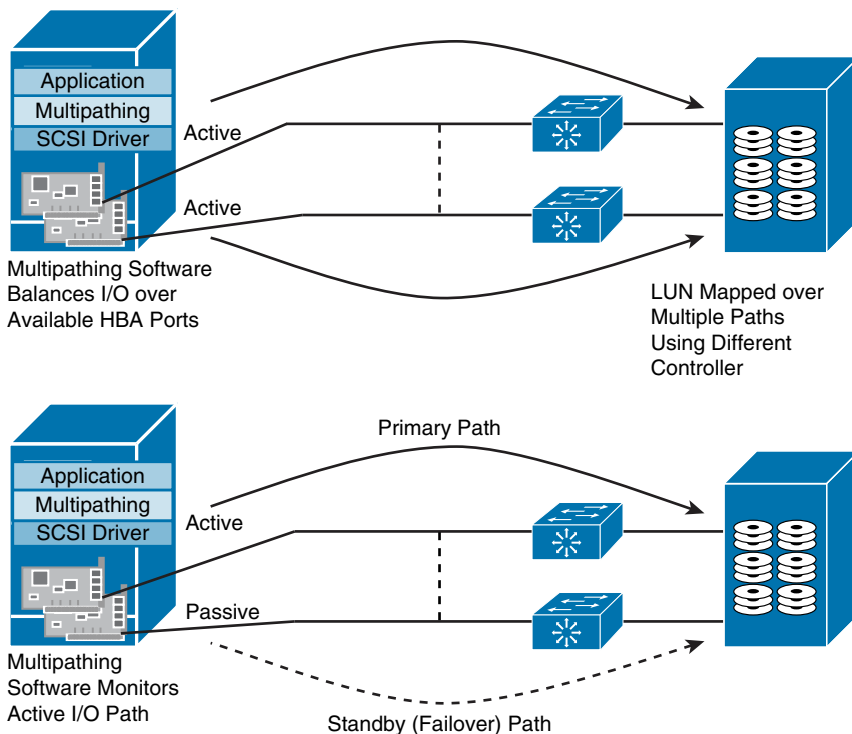 Application
Multipathing
SCSI Driver
Active
Active
Multipathing Software
Balances I/O over
Available HBA Ports
LUN Mapped over
Multiple Paths
Using Different
Controller
Primary Path
Application
Multipathing
SCSI Driver
Active
Passive
Multipathing
Software Monitors
Active I/O Path
Standby (Failover) Path